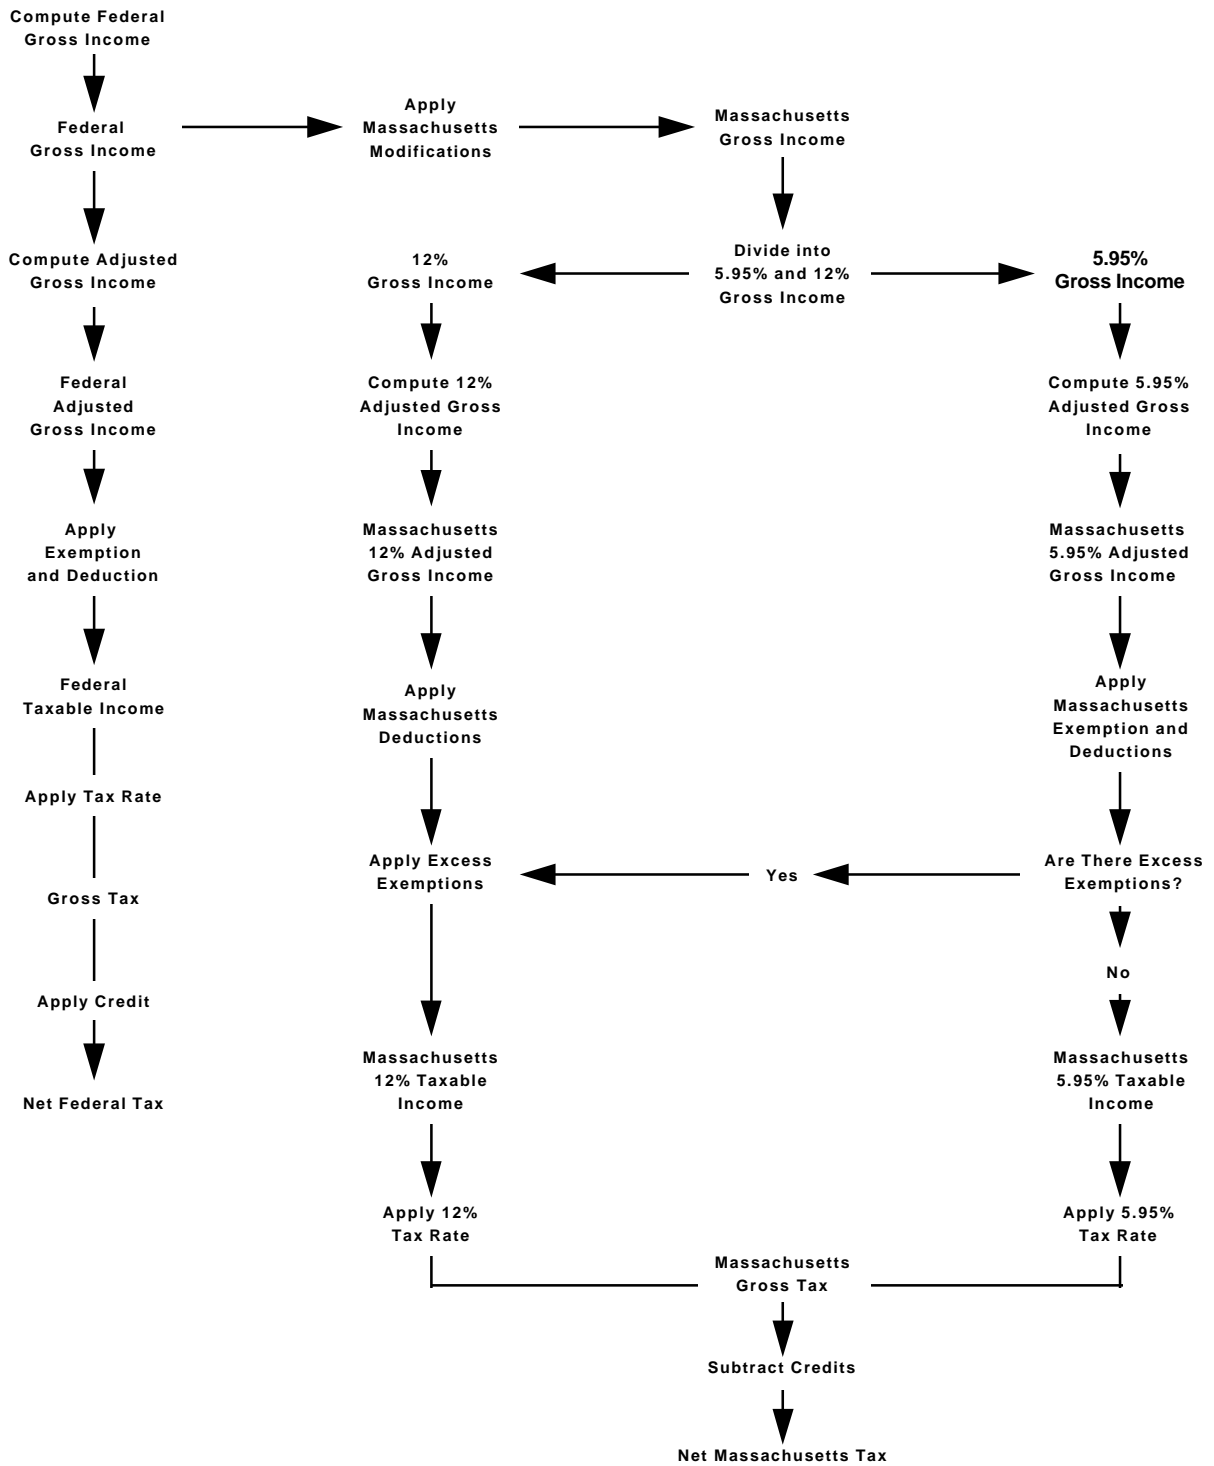 Compute Federal
Gross Income
Federal
Gross Income
Apply
Massachusetts
Modifications
Massachusetts
Gross Income
Compute Adjusted
Gross Income
12%
Gross Income
Divide into
5.95% and 12%
Gross Income
5.95%
Gross Income
Federal
Adjusted
Gross Income
Compute 12%
Adjusted Gross
Income
Compute 5.95%
Adjusted Gross
Income
Apply
Exemption
and Deduction
Massachusetts
12% Adjusted
Gross Income
Massachusetts
5.95% Adjusted
Gross Income
Federal
Taxable Income
Apply
Massachusetts
Deductions
Apply
Massachusetts
Exemption and
Deductions
Apply Tax Rate
Gross Tax
Apply Excess
Exemptions
Yes
Are There Excess
Exemptions?
No
Apply Credit
Net Federal Tax
Massachusetts
12% Taxable
Income
Massachusetts
5.95% Taxable
Income
Apply 12%
Tax Rate
Apply 5.95%
Tax Rate
Massachusetts
Gross Tax
Subtract Credits
Net Massachusetts Tax